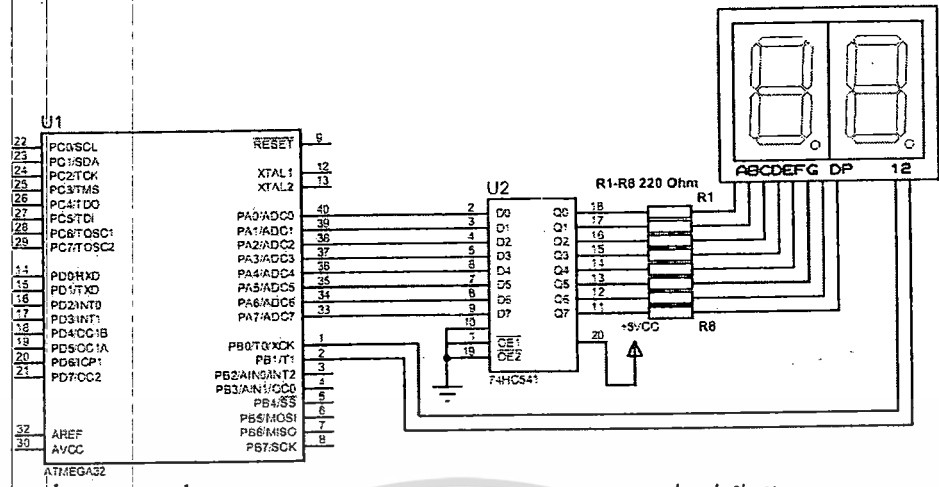 U1
22 PC0/SCL
23 PC1/SDA
24 PC2/TCK
25 PC3/TMS
26 PC4/TDO
27 PC5/TDI
28 PC6/TOSC1
29 PC7/TOSC2
14 PD0/RXD
15 PD1/TXD
16 PD2/INT0
17 PD3/INT1
18 PD4/OC1B
19 PD5/OC1A
20 PD6/ICP1
21 PD7/OC2
32 AREF
30 AVCC
ATMEGA32
RESET 9
XTAL1 12
XTAL2 13
PA0/ADC0 40
PA1/ADC1 39
PA2/ADC2 38
PA3/ADC3 37
PA4/ADC4 36
PA5/ADC5 35
PA6/ADC6 34
PA7/ADC7 33
PB0/T0/XCK 1
PB1/T1 2
PB2/AIN0/INT2 3
PB3/AIN1/OC0 4
PB4/SS 5
PB5/MOSI 6
PB6/MISO 7
PB7/SCK 8
U2
2 D0 Q0 18
3 D1 Q1 17
4 D2 Q2 16
5 D3 Q3 15
6 D4 Q4 14
7 D5 Q5 13
8 D6 Q6 12
9 D7 Q7 11
10
1 OE1 20
19 OE2
74HC541
R1-R8 220 Ohm
R1
R8
+5VCC
ABCDEFG DP 12